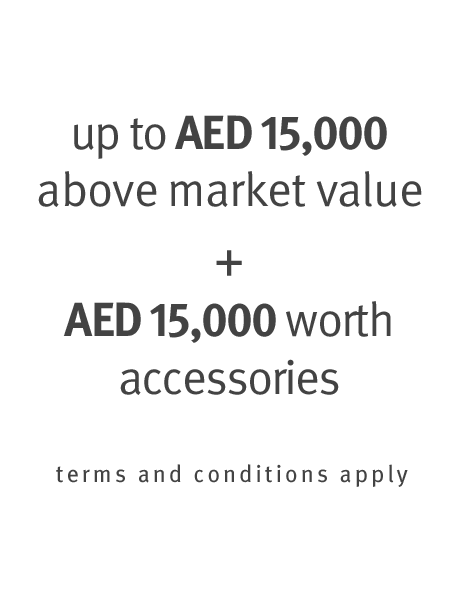 up to AED 15,000
above market value
+
AED 15,000 worth
accessories
terms and conditions apply